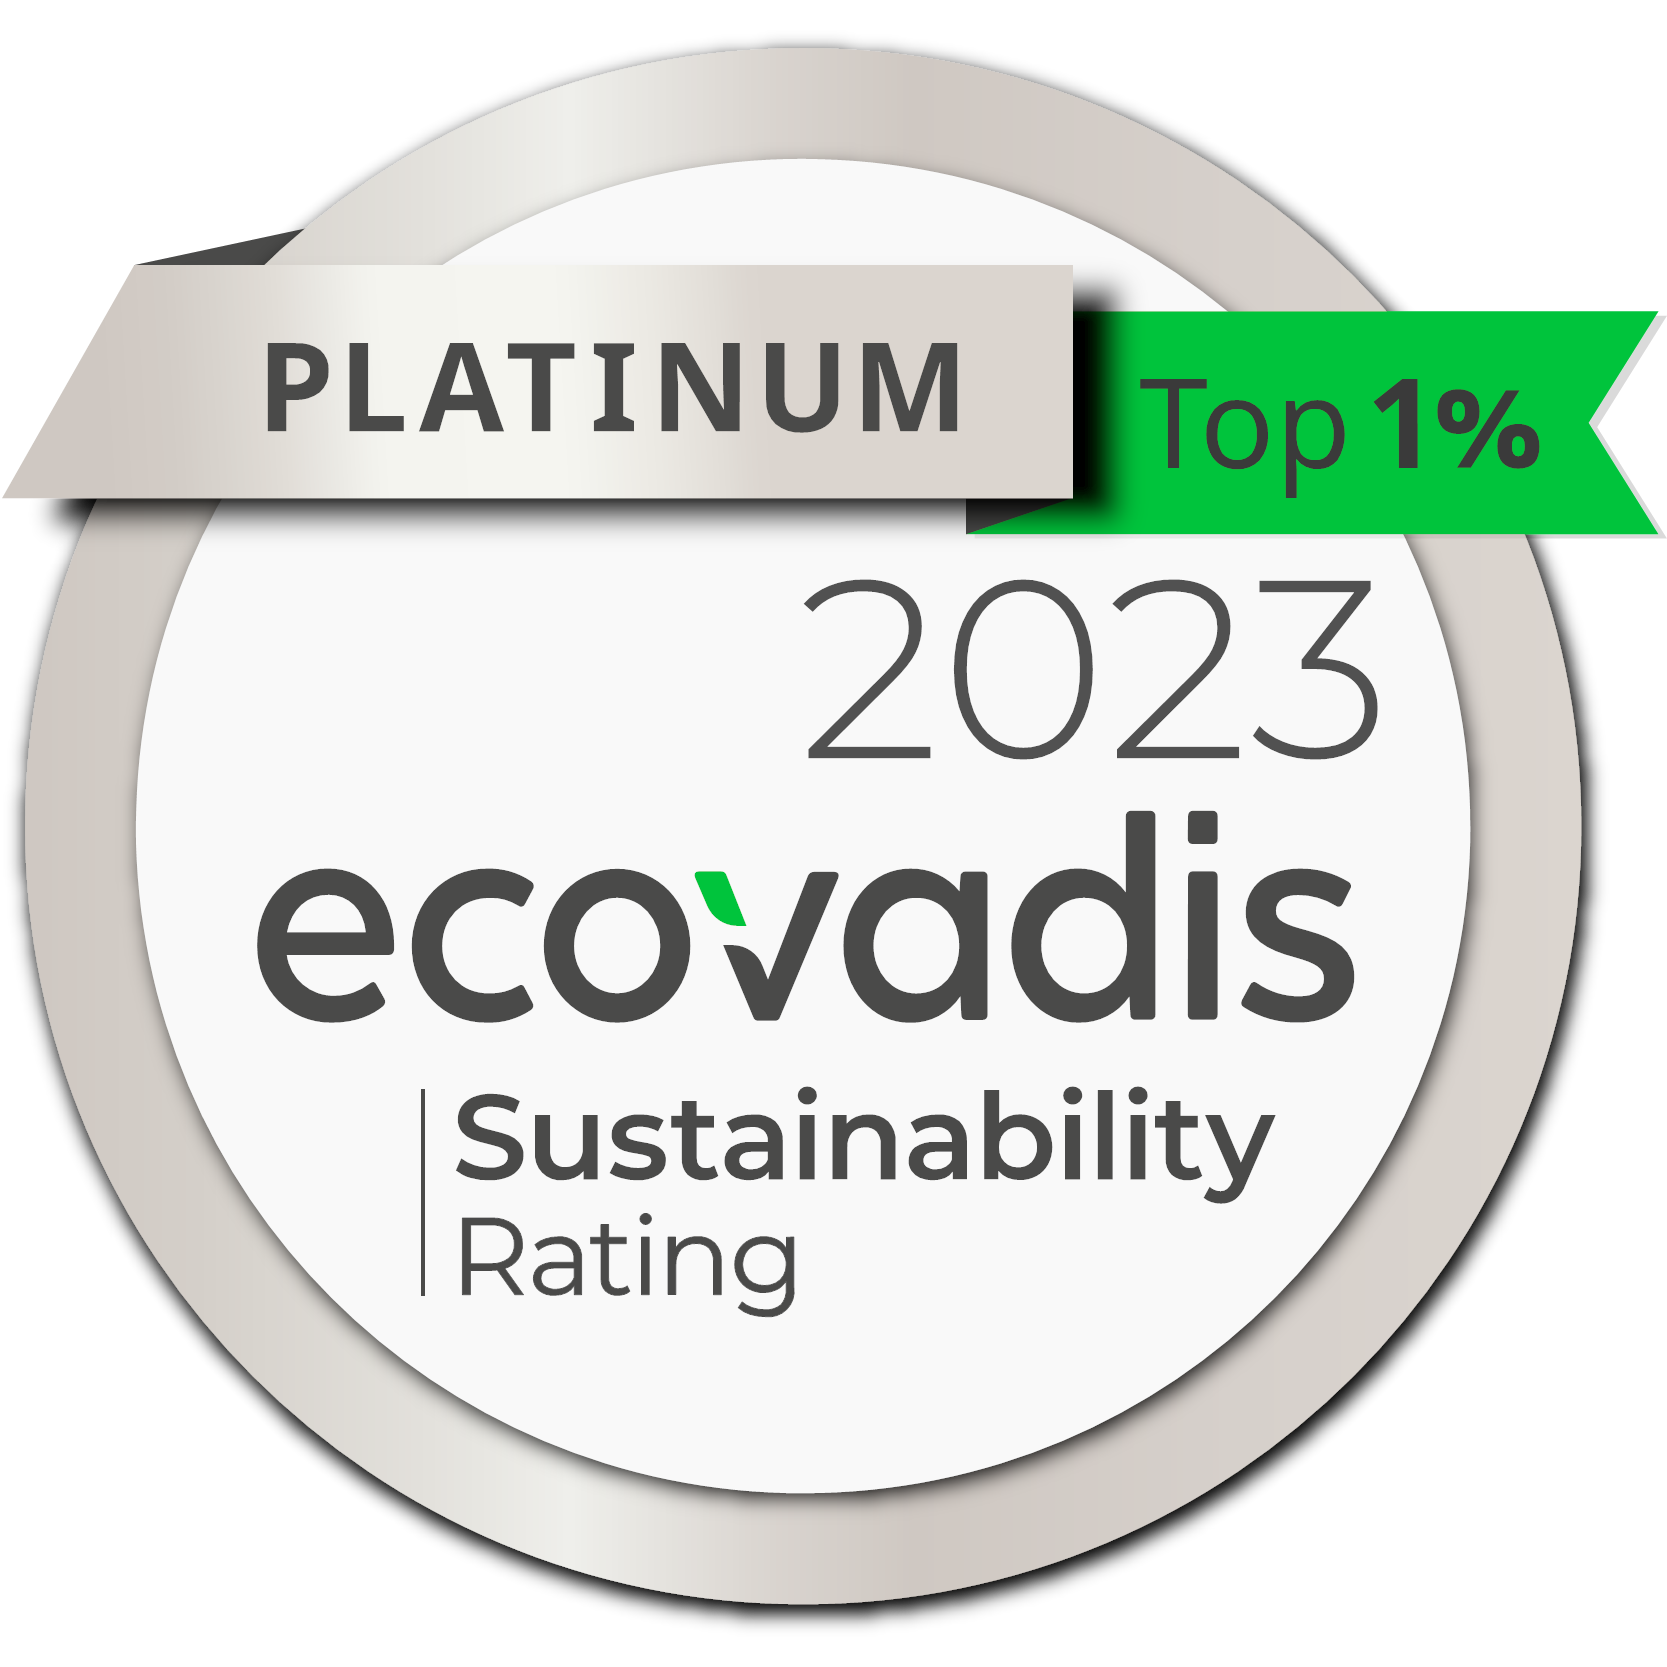 PLATINUM
Top 1%
2023
ecovadis
Sustainability
Rating